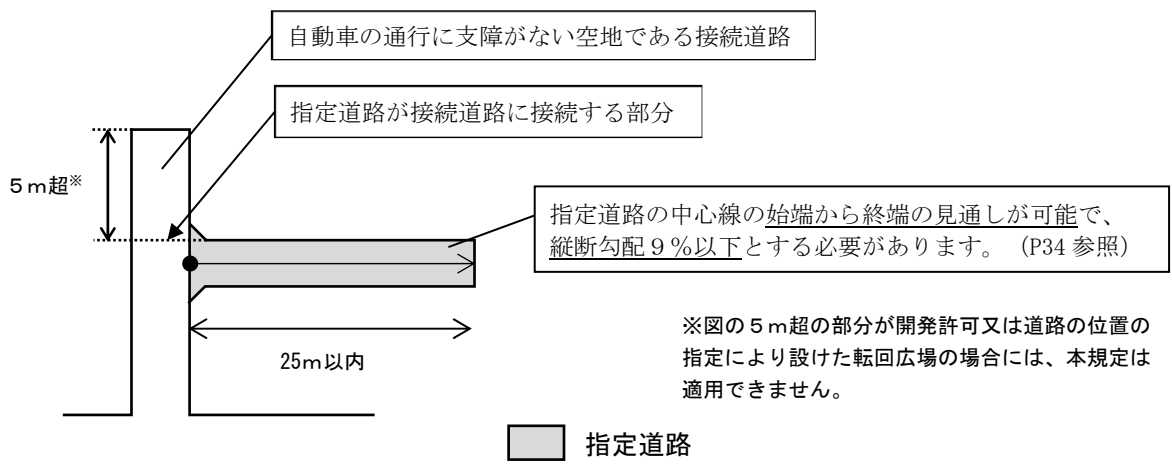 自動車の通行に支障がない空地である接続道路
指定道路が接続道路に接続する部分
5m超※
指定道路の中心線の始端から終端の見通しが可能で、
縦断勾配9%以下とする必要があります。(P34 参照)
25m以内
※図の5m超の部分が開発許可又は道路の位置の
指定により設けた転回広場の場合には、本規定は
適用できません。
指定道路